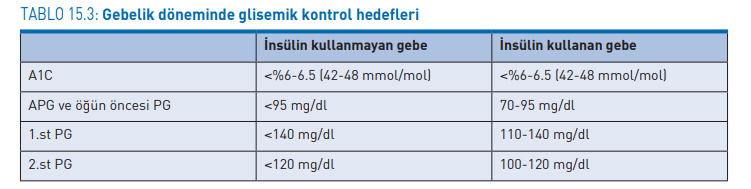 TABLO 15.3: Gebelik döneminde glisemik kontrol hedefleri
İnsülin kullanmayan gebe İnsülin kullanan gebe
A1C <%6-6.5 (42-48 mmol/mol) <%6-6.5 (42-48 mmol/mol)
APG ve öğün öncesi PG <95 mg/dl 70-95 mg/dl
1.st PG <140 mg/dl 110-140 mg/dl
2.st PG <120 mg/dl 100-120 mg/dl